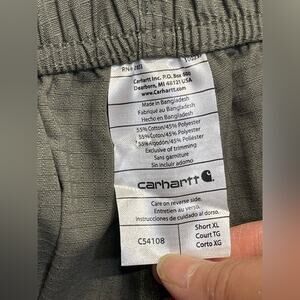 Carhartt Inc. P.O. Box 600
Dearborn, MI 48121 USA
www.Carhartt.com
Made in Bangladesh
Fabriqué au Bangladesh
Hecho en Bangladesh
55% Cotton/45% Polyester
55% Coton/45% Polyester
55% Algodón/45% Poliéster
Exclusive of trimming
Sans garniture
Sin incluir adorno
carhartt
Care on reverse side.
Entretien au verso.
Instrucciones de cuidado al dorso.
C54108
Short XL
Court TG
Corto XG